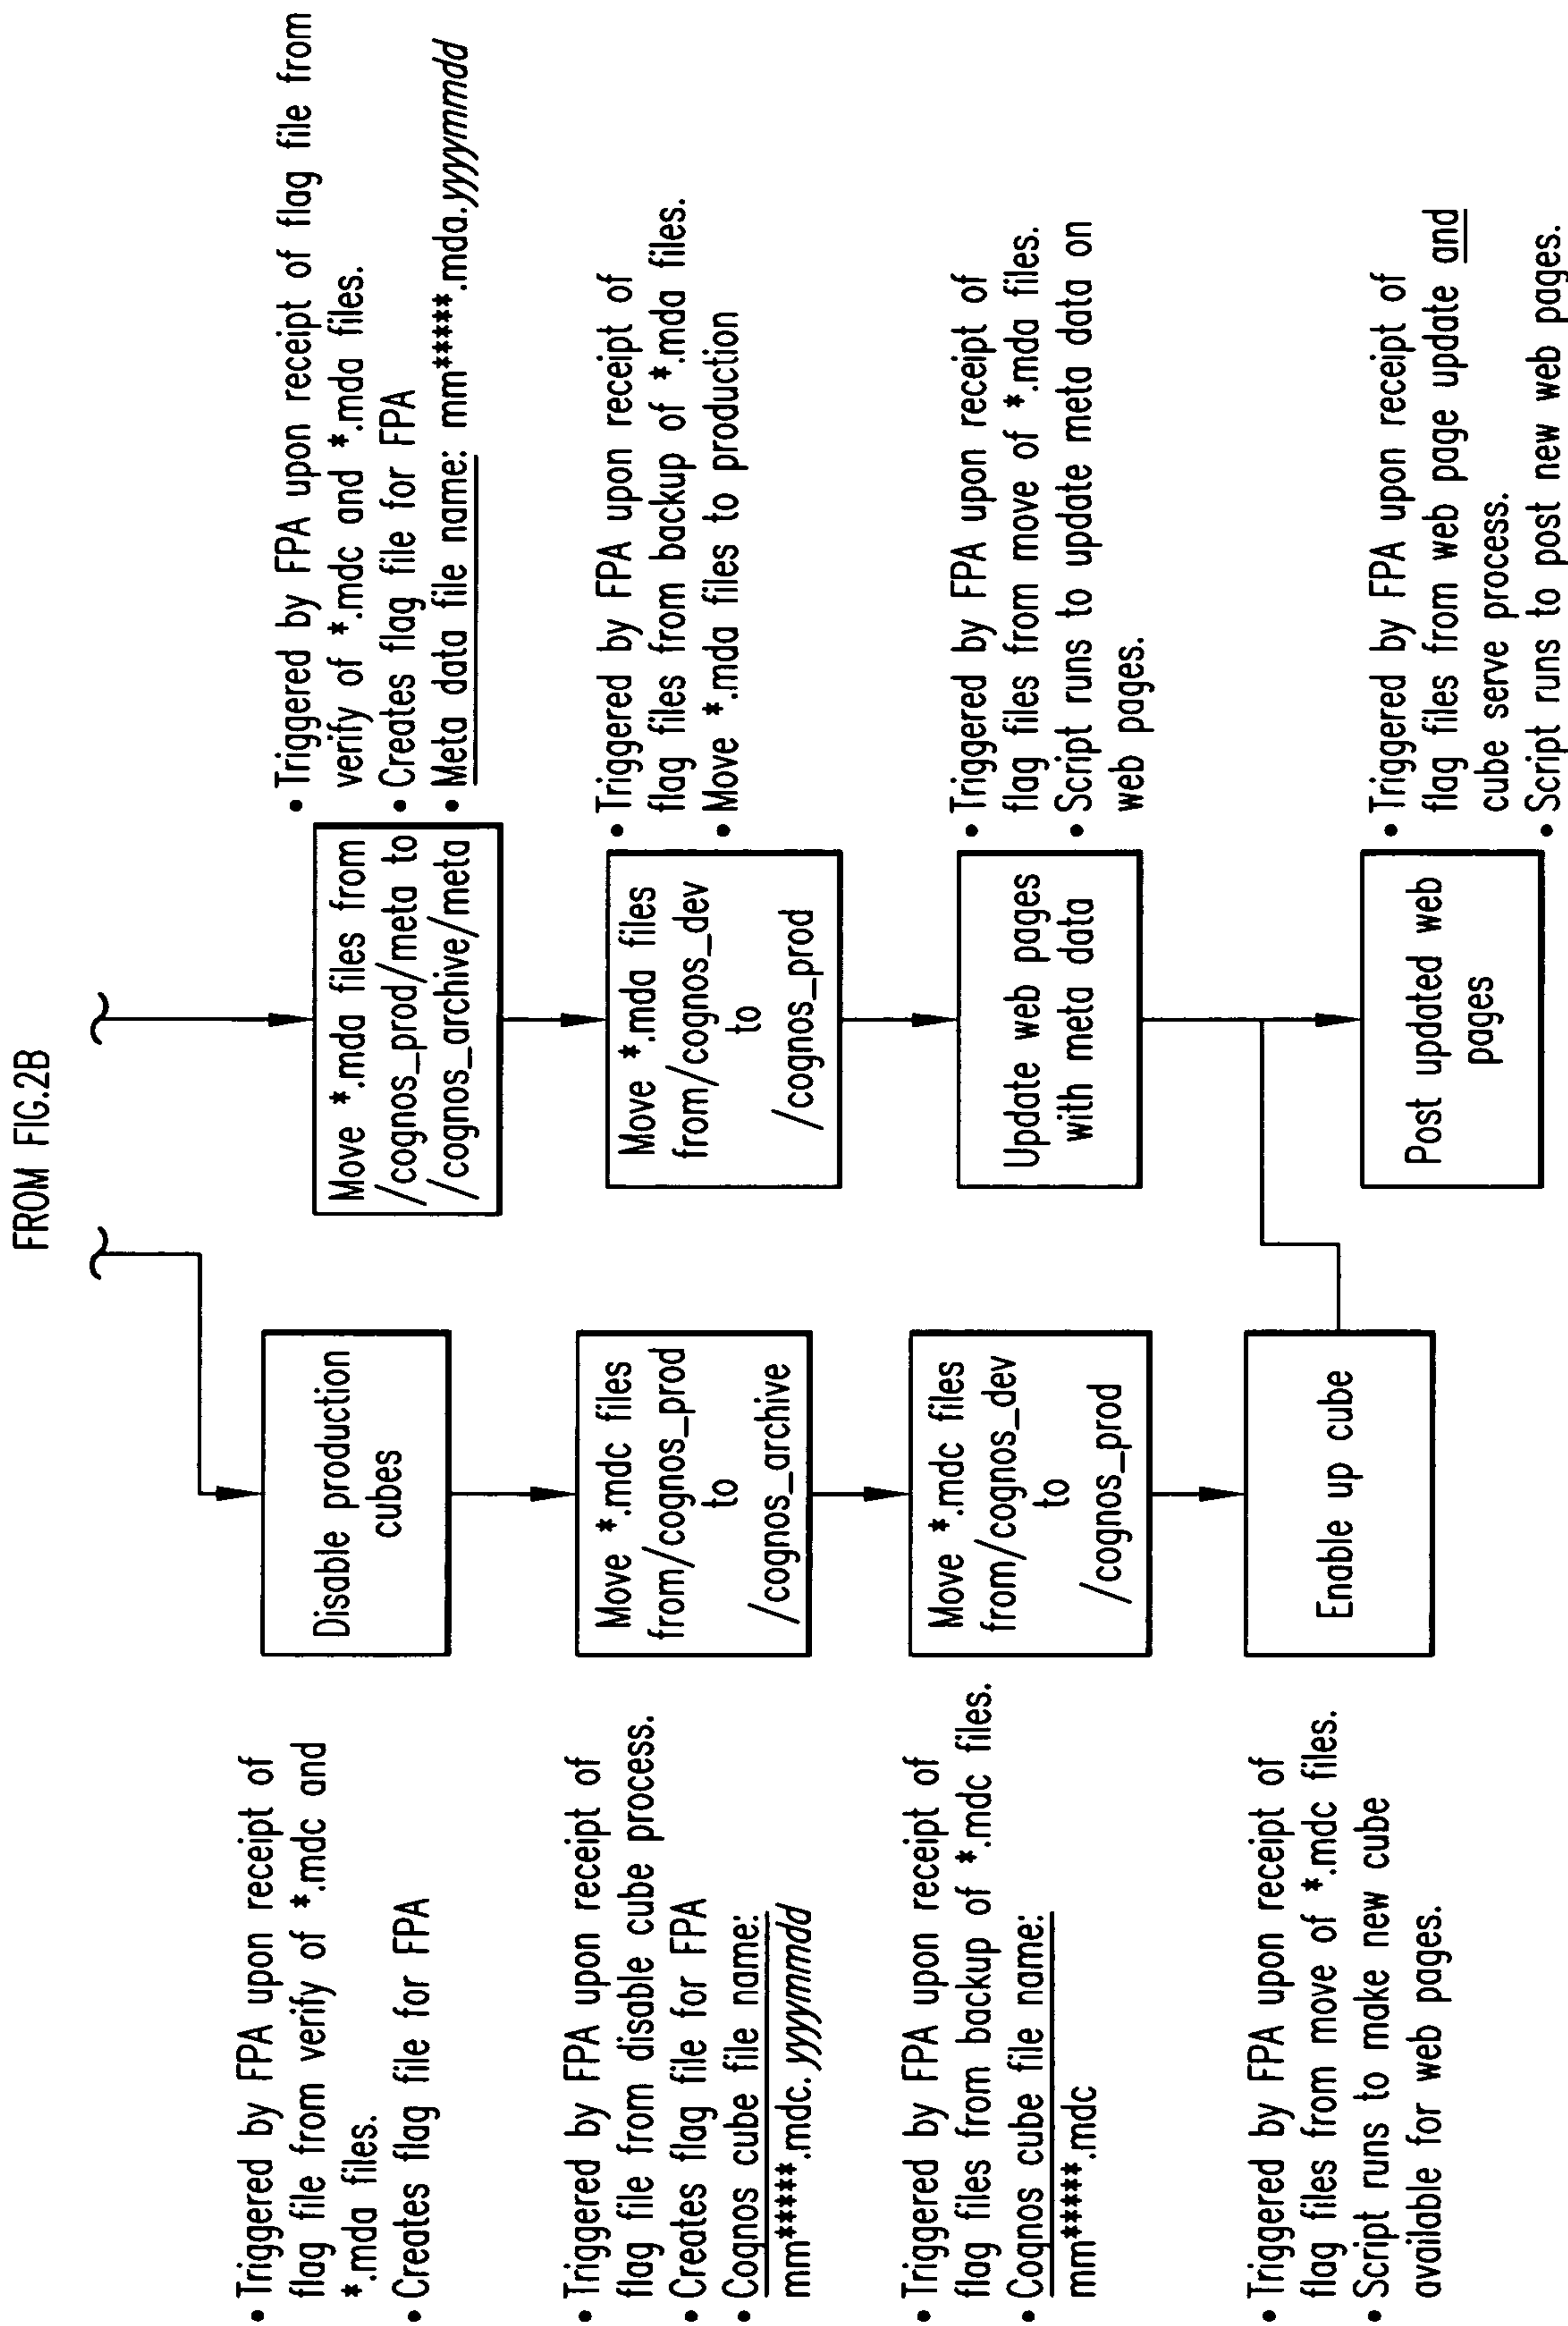 FROM FIG.2B
• Triggered by FPA upon receipt of
flag file from verify of *.mdc and
*.mda files.
• Creates flag file for FPA
Disable production
cubes
• Triggered by FPA upon receipt of
flag file from disable cube process.
• Creates flag file for FPA
• Cognos cube file name:
mm*****.mdc. yyyymmdd
Move *.mdc files
from/cognos_prod
to
/cognos_archive
• Triggered by FPA upon receipt of
flag files from backup of *.mdc files.
• Cognos cube file name:
mm*****.mdc
Move *.mdc files
from/cognos_dev
to
/cognos_prod
• Triggered by FPA upon receipt of
flag files from move of *.mdc files.
• Script runs to make new cube
available for web pages.
Enable up cube
Move *.mda files from
/cognos_prod/meta to
/cognos_archive/meta
• Triggered by FPA upon receipt of flag file from
verify of *.mdc and *.mda files.
• Creates flag file for FPA
• Meta data file name: mm*****.mda.yyyymmdd
Move *.mda files
from/cognos_dev
to
/cognos_prod
• Triggered by FPA upon receipt of
flag files from backup of *.mda files.
• Move *.mda files to production
Update web pages
with meta data
• Triggered by FPA upon receipt of
flag files from move of *.mda files.
• Script runs to update meta data on
web pages.
Post updated web
pages
• Triggered by FPA upon receipt of
flag files from web page update and
cube serve process.
• Script runs to post new web pages.